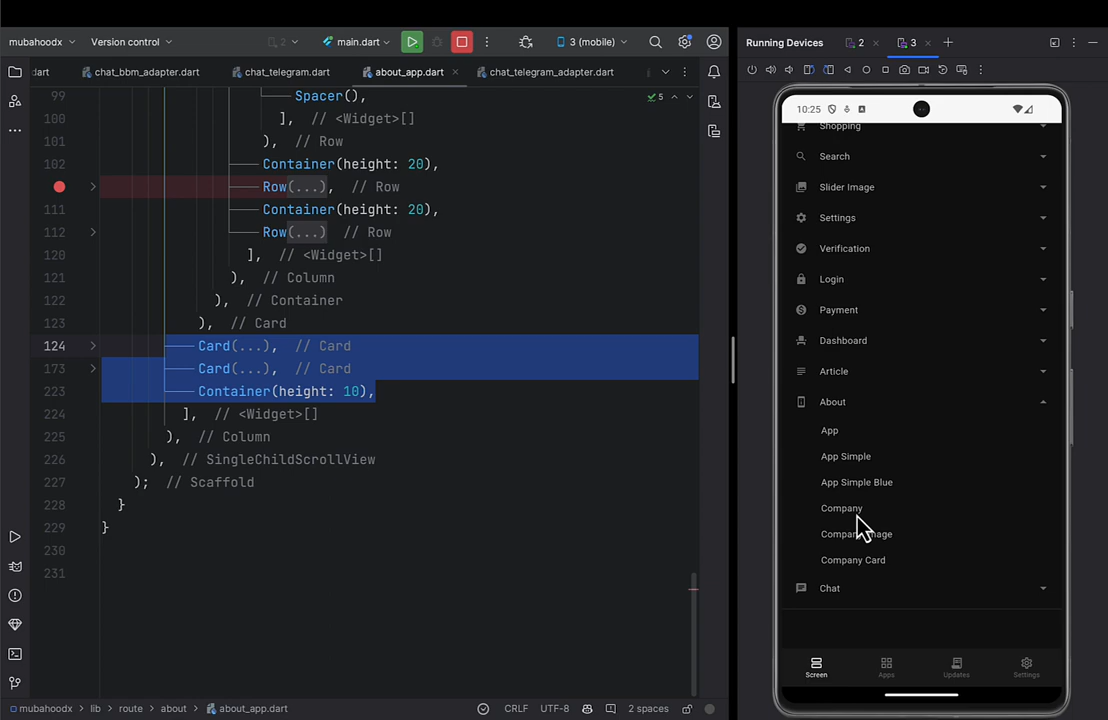 mubahoodx
Version control
2
main.dart
3 (mobile)
Running Devices
2
3
dart
chat_bbm_adapter.dart
chat_telegram.dart
about_app.dart
chat_telegram_adapter.dart
5
99 Spacer(),
100 ], // <Widget>[]
101 ), // Row
102 Container(height: 20),
Row(...), // Row
111 Container(height: 20),
112 Row(...) // Row
120 ], // <Widget>[]
121 ), // Column
122 ), // Container
123 ), // Card
124 Card(...), // Card
173 Card(...), // Card
223 Container(height: 10),
224 ], // <Widget>[]
225 ), // Column
226 ), // SingleChildScrollView
227 ); // Scaffold
228 }
229 }
230
231
10:25
Shopping
Search
Slider Image
Settings
Verification
Login
Payment
Dashboard
Article
About
App
App Simple
App Simple Blue
Company
Company Card
Chat
Screen
Apps
Updates
Settings
mubahoodx > lib > route > about > about_app.dart
CRLF
UTF-8
2 spaces